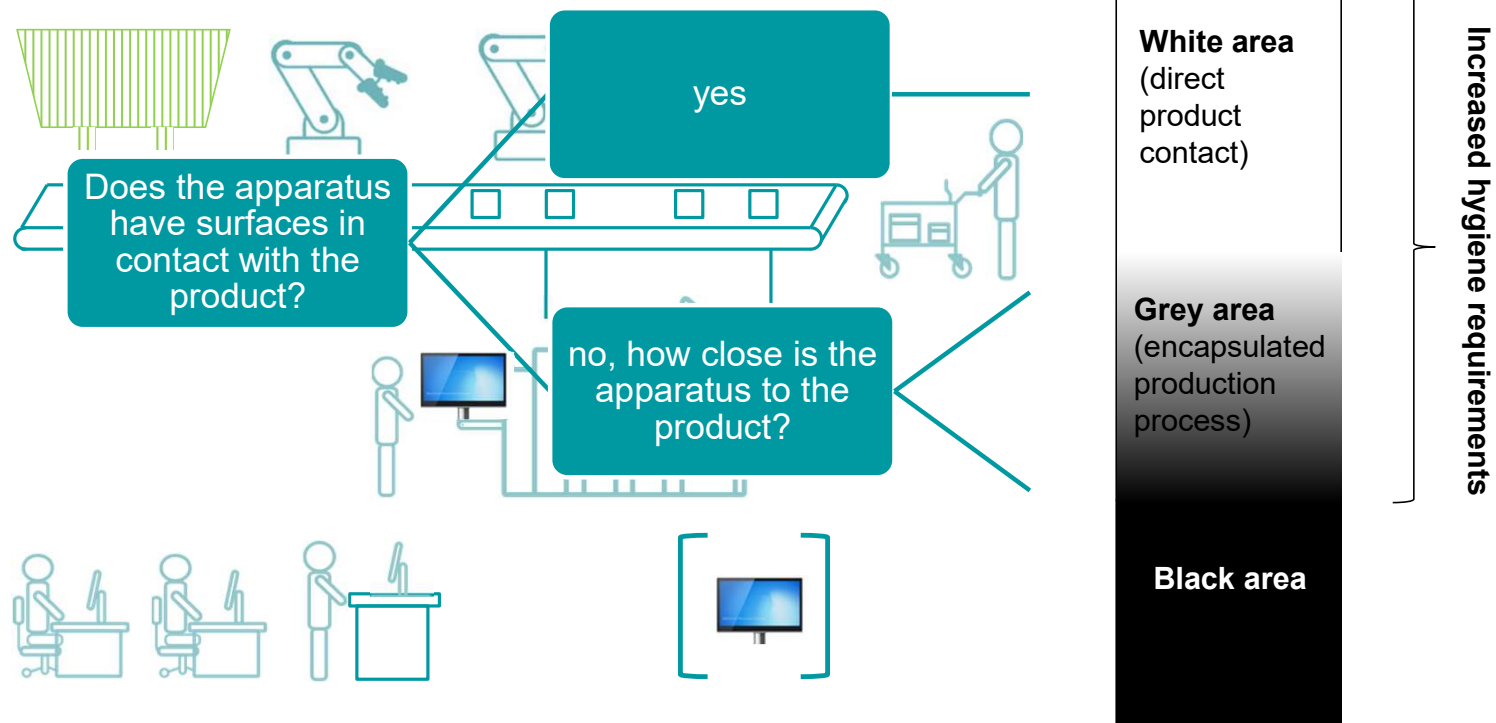 yes
Does the apparatus
have surfaces in
contact with the
product?
no, how close is the
apparatus to the
product?
White area
(direct
product
contact)
Grey area
(encapsulated
production
process)
Black area
Increased hygiene requirements